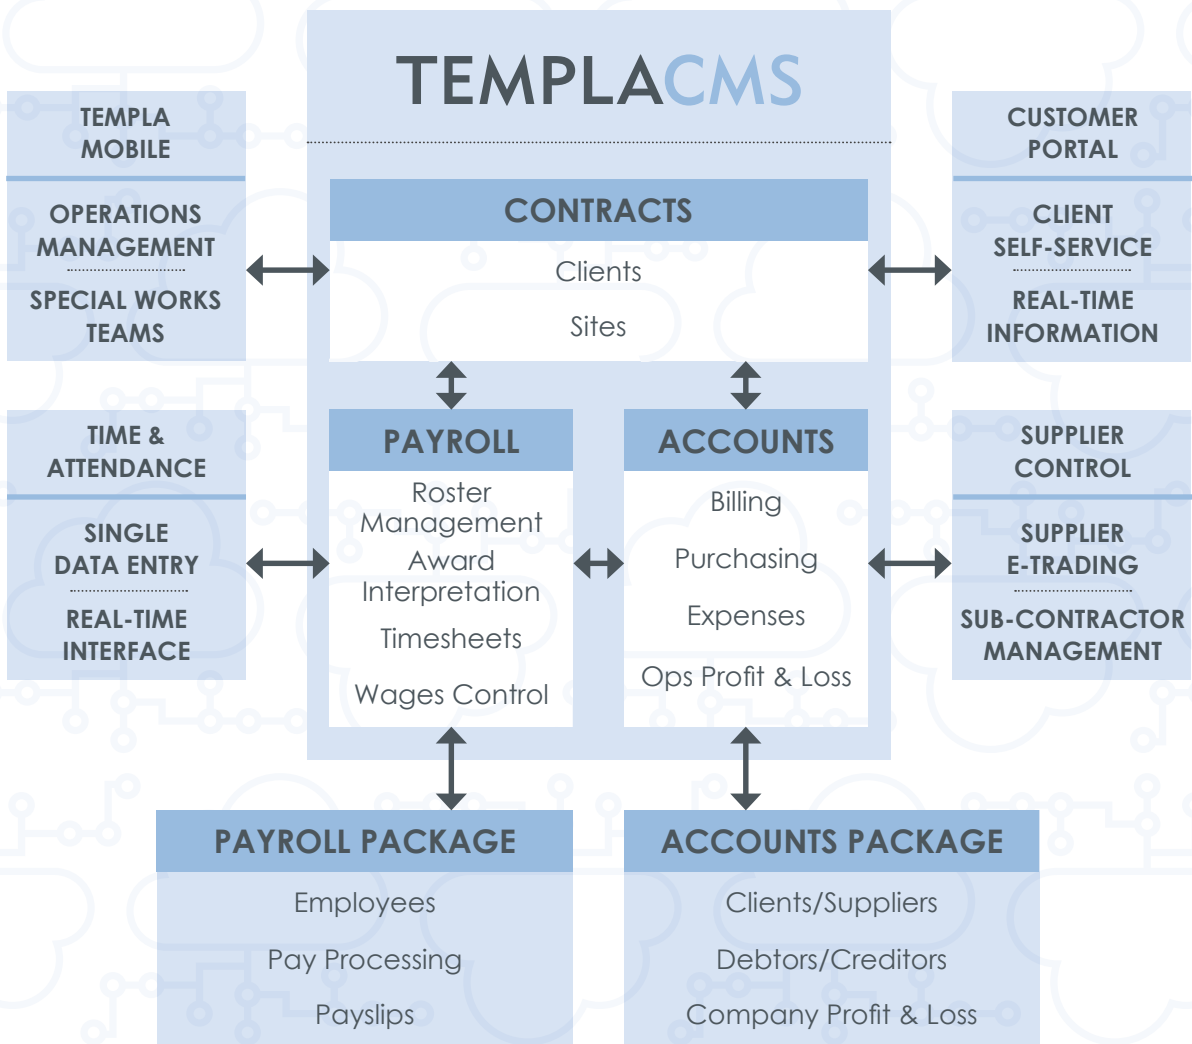 TEMPLACMS
TEMPLA
MOBILE
OPERATIONS
MANAGEMENT
SPECIAL WORKS
TEAMS
CONTRACTS
Clients
Sites
CUSTOMER
PORTAL
CLIENT
SELF-SERVICE
REAL-TIME
INFORMATION
TIME &
ATTENDANCE
SINGLE
DATA ENTRY
REAL-TIME
INTERFACE
PAYROLL
Roster
Management
Award
Interpretation
Timesheets
Wages Control
ACCOUNTS
Billing
Purchasing
Expenses
Ops Profit & Loss
SUPPLIER
CONTROL
SUPPLIER
E-TRADING
SUB-CONTRACTOR
MANAGEMENT
PAYROLL PACKAGE
Employees
Pay Processing
Payslips
ACCOUNTS PACKAGE
Clients/Suppliers
Debtors/Creditors
Company Profit & Loss